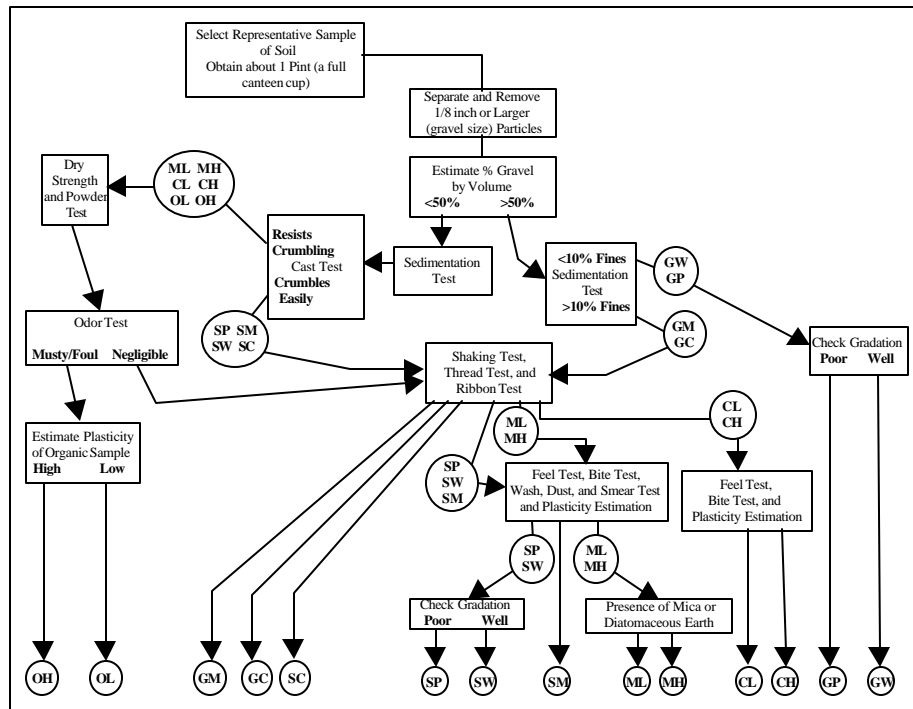 Select Representative Sample
of Soil
Obtain about 1 Pint (a full
canteen cup)
Separate and Remove
1/8 inch or Larger
(gravel size) Particles
Estimate % Gravel
by Volume
<50% >50%
Dry
Strength
and Powder
Test
ML MH
CL CH
OL OH
Resists
Crumbling
Cast Test
Crumbles
Easily
Sedimentation
Test
<10% Fines
Sedimentation
Test
>10% Fines
GW
GP
Odor Test
Musty/Foul Negligible
SP SM
SW SC
GM
GC
Check Gradation
Poor Well
Shaking Test,
Thread Test, and
Ribbon Test
Estimate Plasticity
of Organic Sample
High Low
ML
MH
CL
CH
SP
SW
SM
Feel Test, Bite Test,
Wash, Dust, and Smear Test
and Plasticity Estimation
Feel Test,
Bite Test, and
Plasticity Estimation
SP
SW
ML
MH
Check Gradation
Poor Well
Presence of Mica or
Diatomaceous Earth
OH
OL
GM
GC
SC
SP
SW
SM
ML
MH
CL
CH
GP
GW